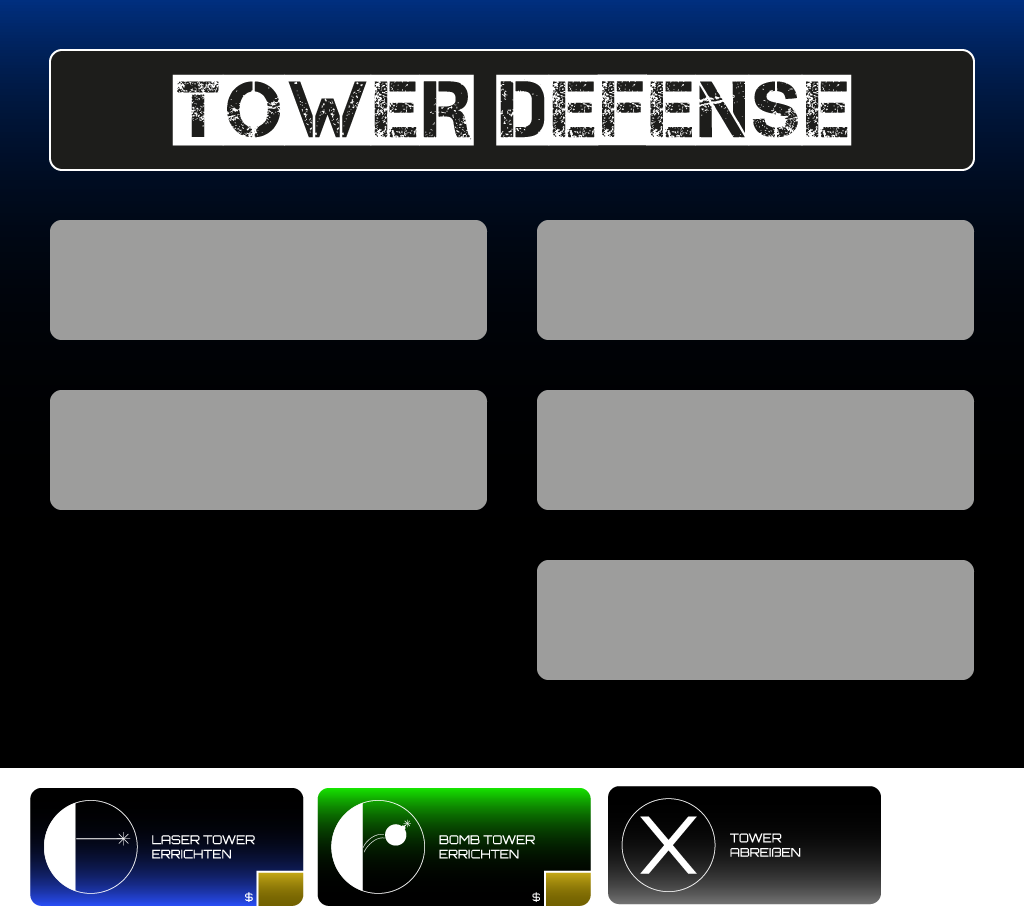 TOWER DEFENSE
LASER TOWER
ERRICHTEN
$
BOMB TOWER
ERRICHTEN
$
X
TOWER
ABREIßEN